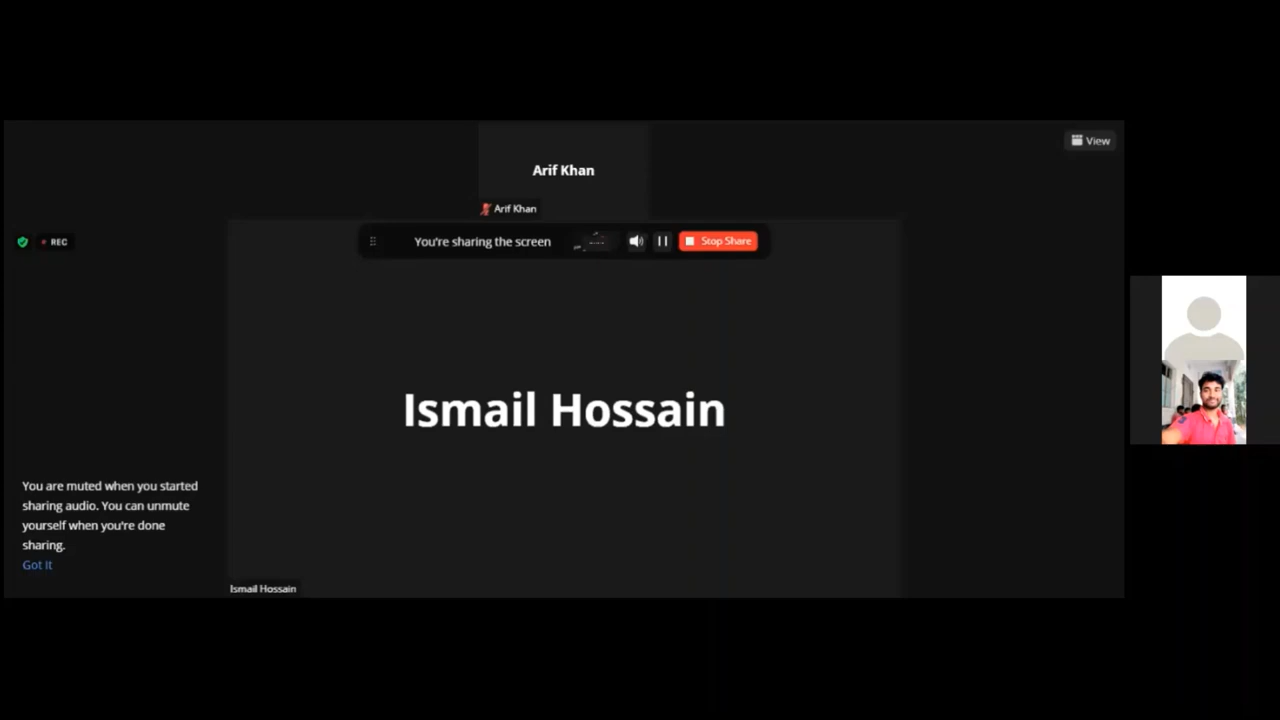 View
Arif Khan
Arif Khan
REC
You're sharing the screen
Stop Share
Ismail Hossain
You are muted when you started
sharing audio. You can unmute
yourself when you're done
sharing.
Got It
Ismail Hossain